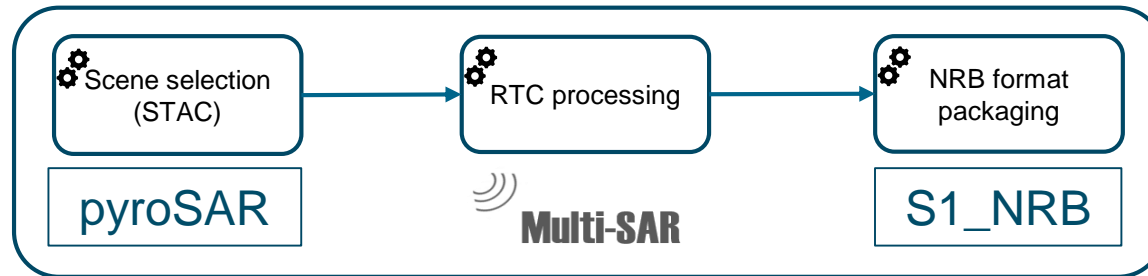 Scene selection
(STAC)
RTC processing
NRB format
packaging
pyroSAR
Multi-SAR
S1_NRB